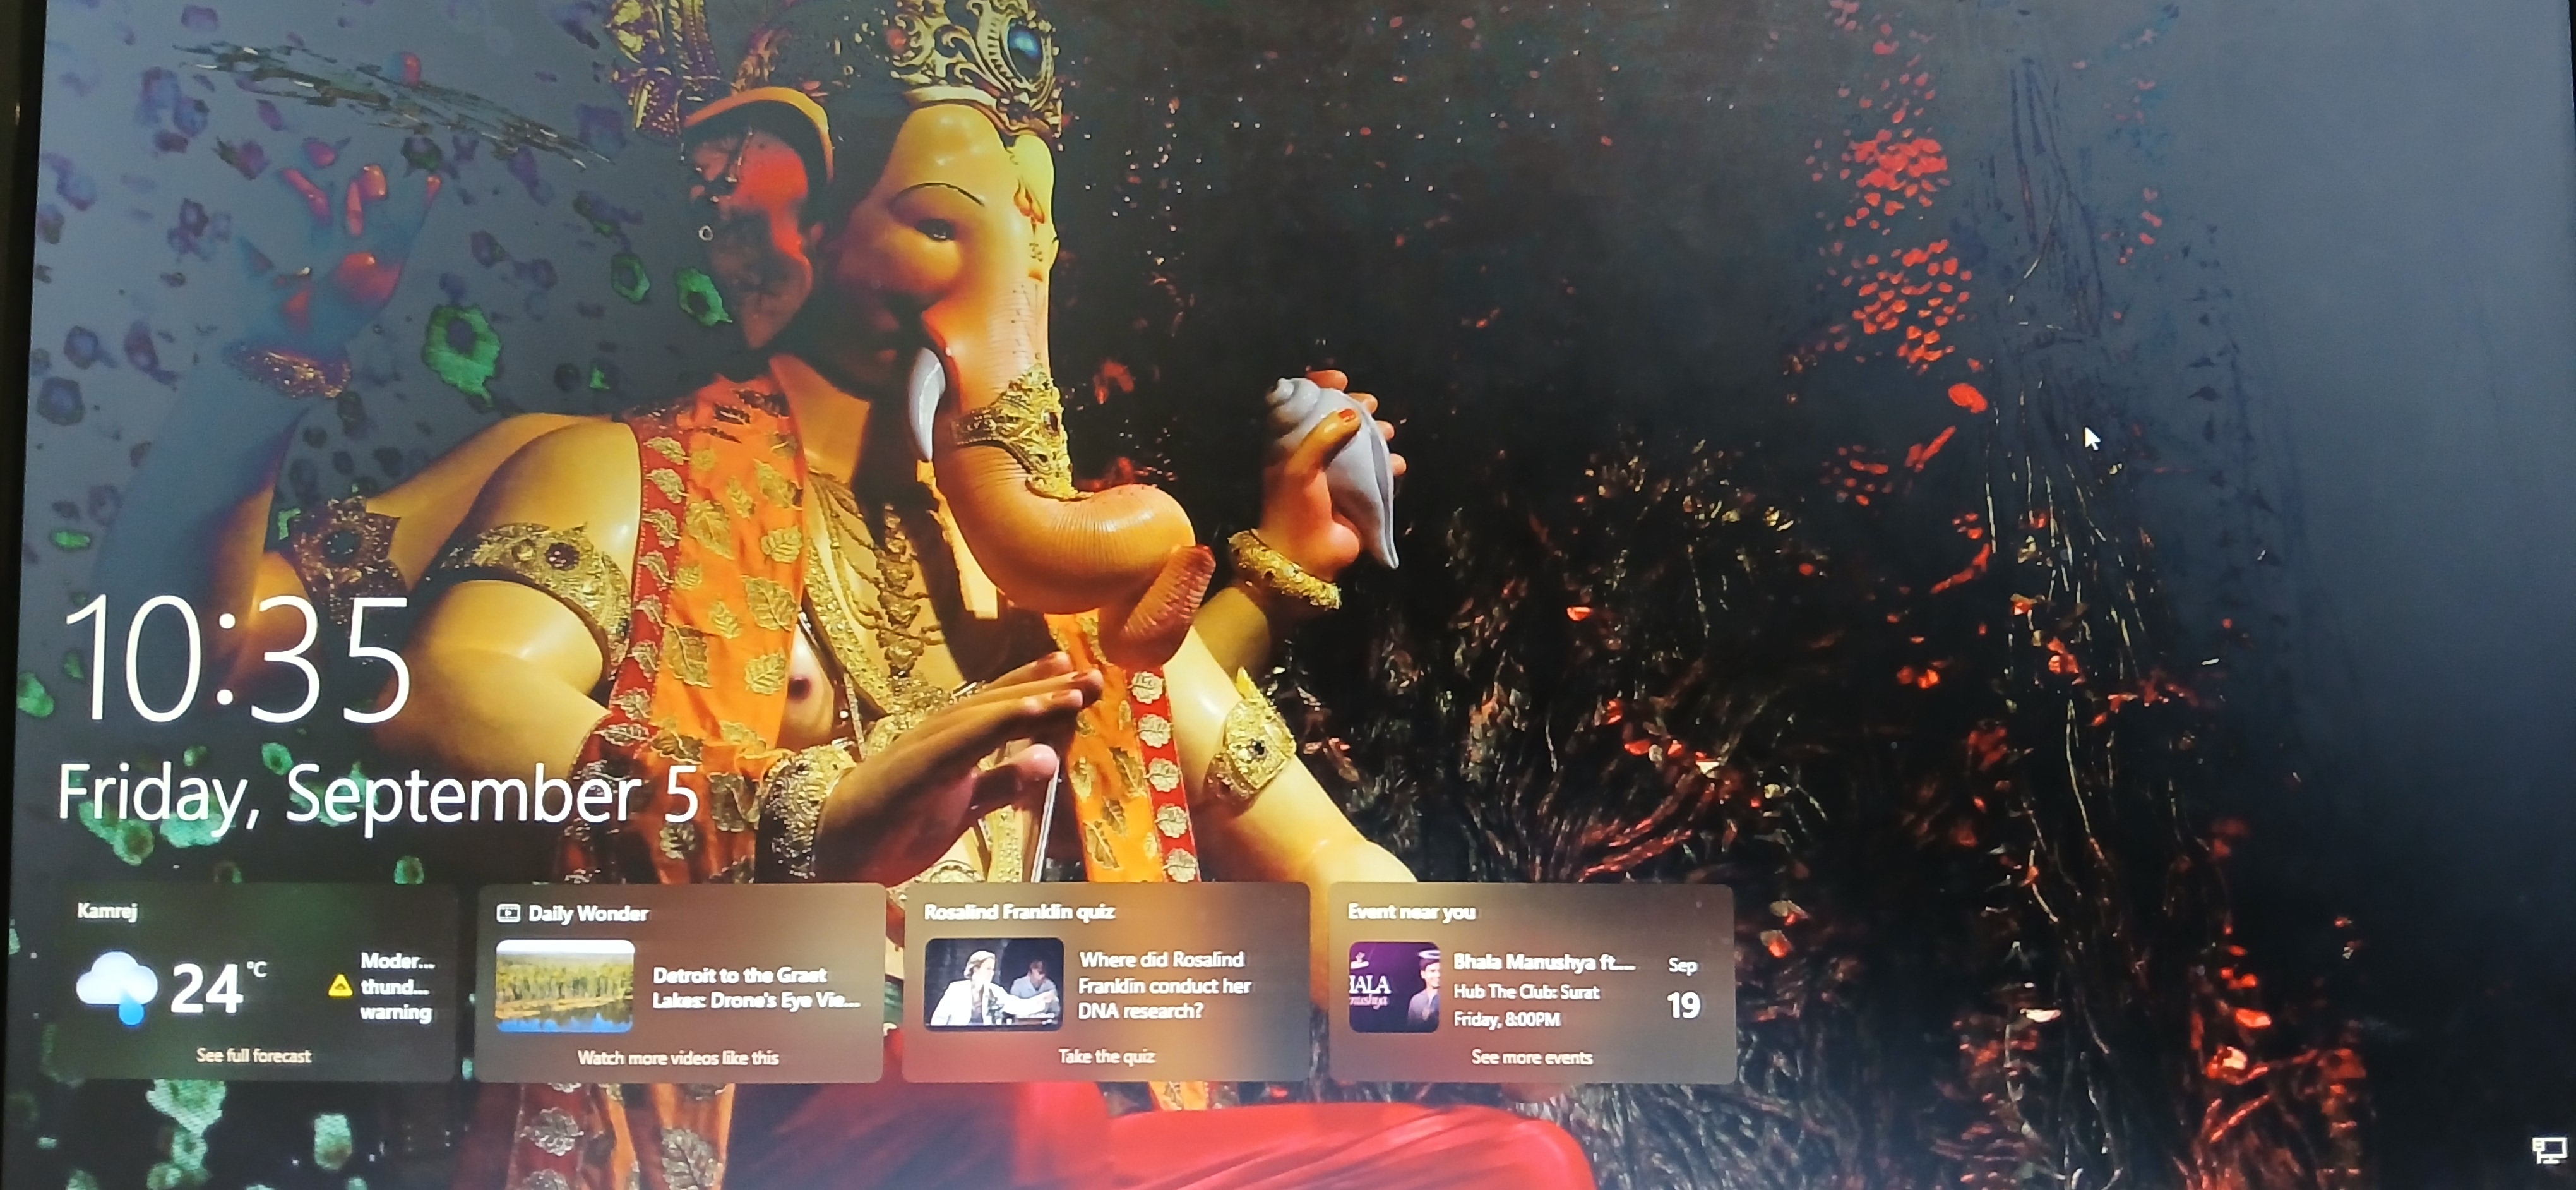 10:35
Friday, September 5
Kamrej
24 °C
Moder...
thund...
warning
See full forecast
Daily Wonder
Detroit to the Graet
Lakes: Drone's Eye Vie...
Watch more videos like this
Rosalind Franklin quiz
Where did Rosalind
Franklin conduct her
DNA research?
Take the quiz
Event near you
HALA
nushya
Bhala Manushya ft....
Hub The Club: Surat
Friday, 8:00PM
Sep
19
See more events